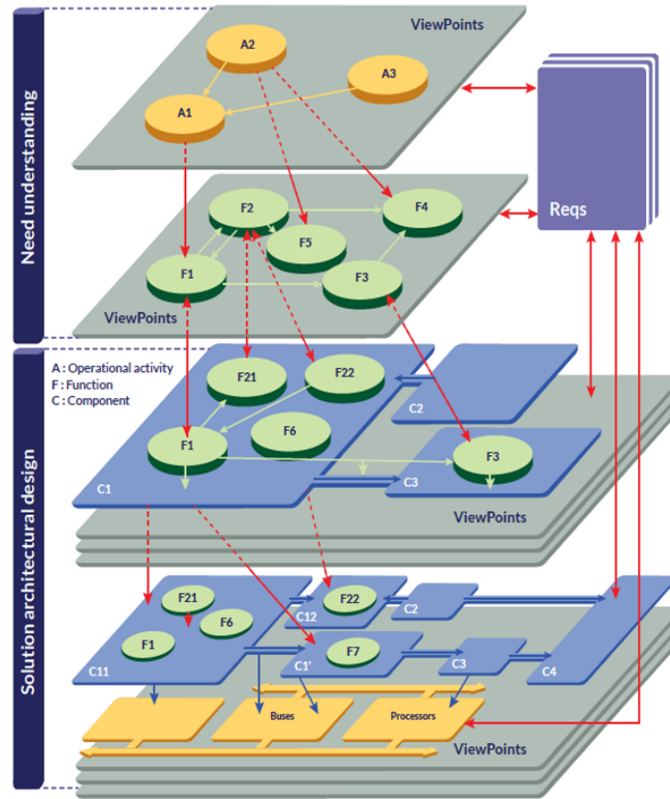 Need understanding
ViewPoints
A2
A3
A1
Reqs
F2
F4
F5
F1
F3
ViewPoints
Solution architectural design
A : Operational activity
F : Function
C : Component
F21
F22
C2
F6
F1
F3
C1
C3
ViewPoints
F21
F22
C2
F6
C12
F1
F7
C11
C1'
C3
C4
Buses
Processors
ViewPoints